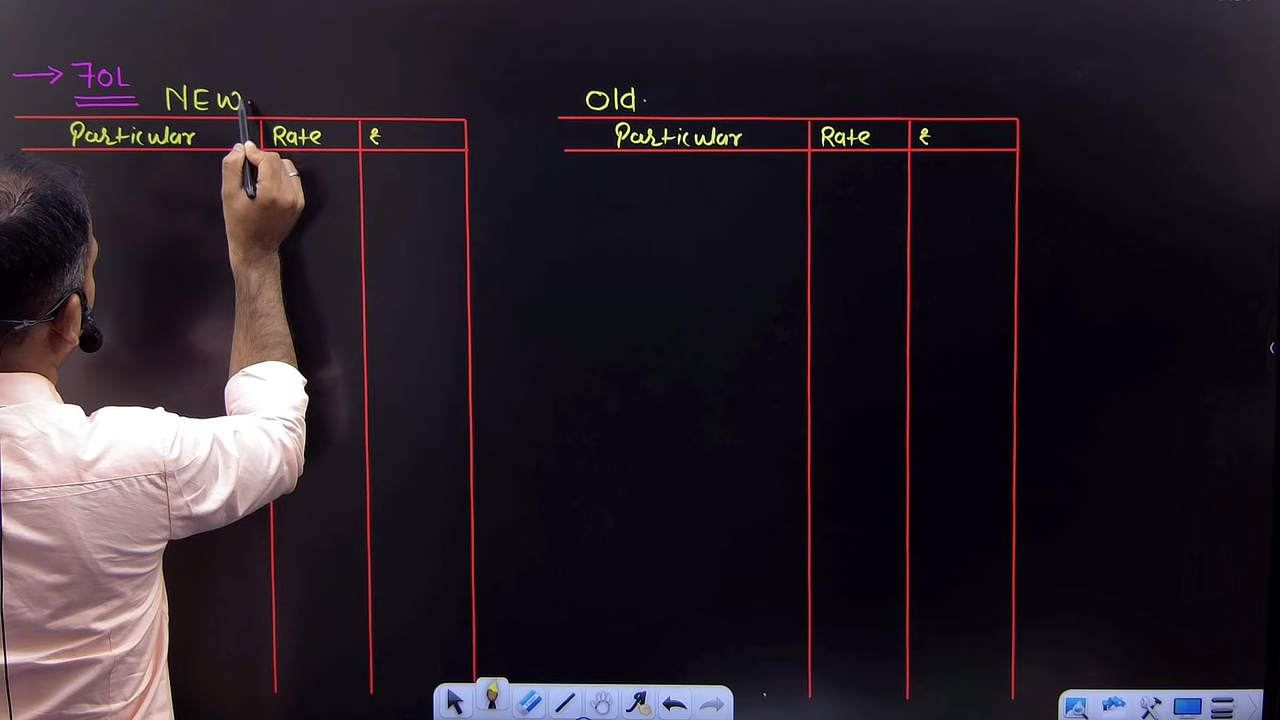 → 70L
NEW
Particular Rate ₹
Old.
Particular Rate ₹